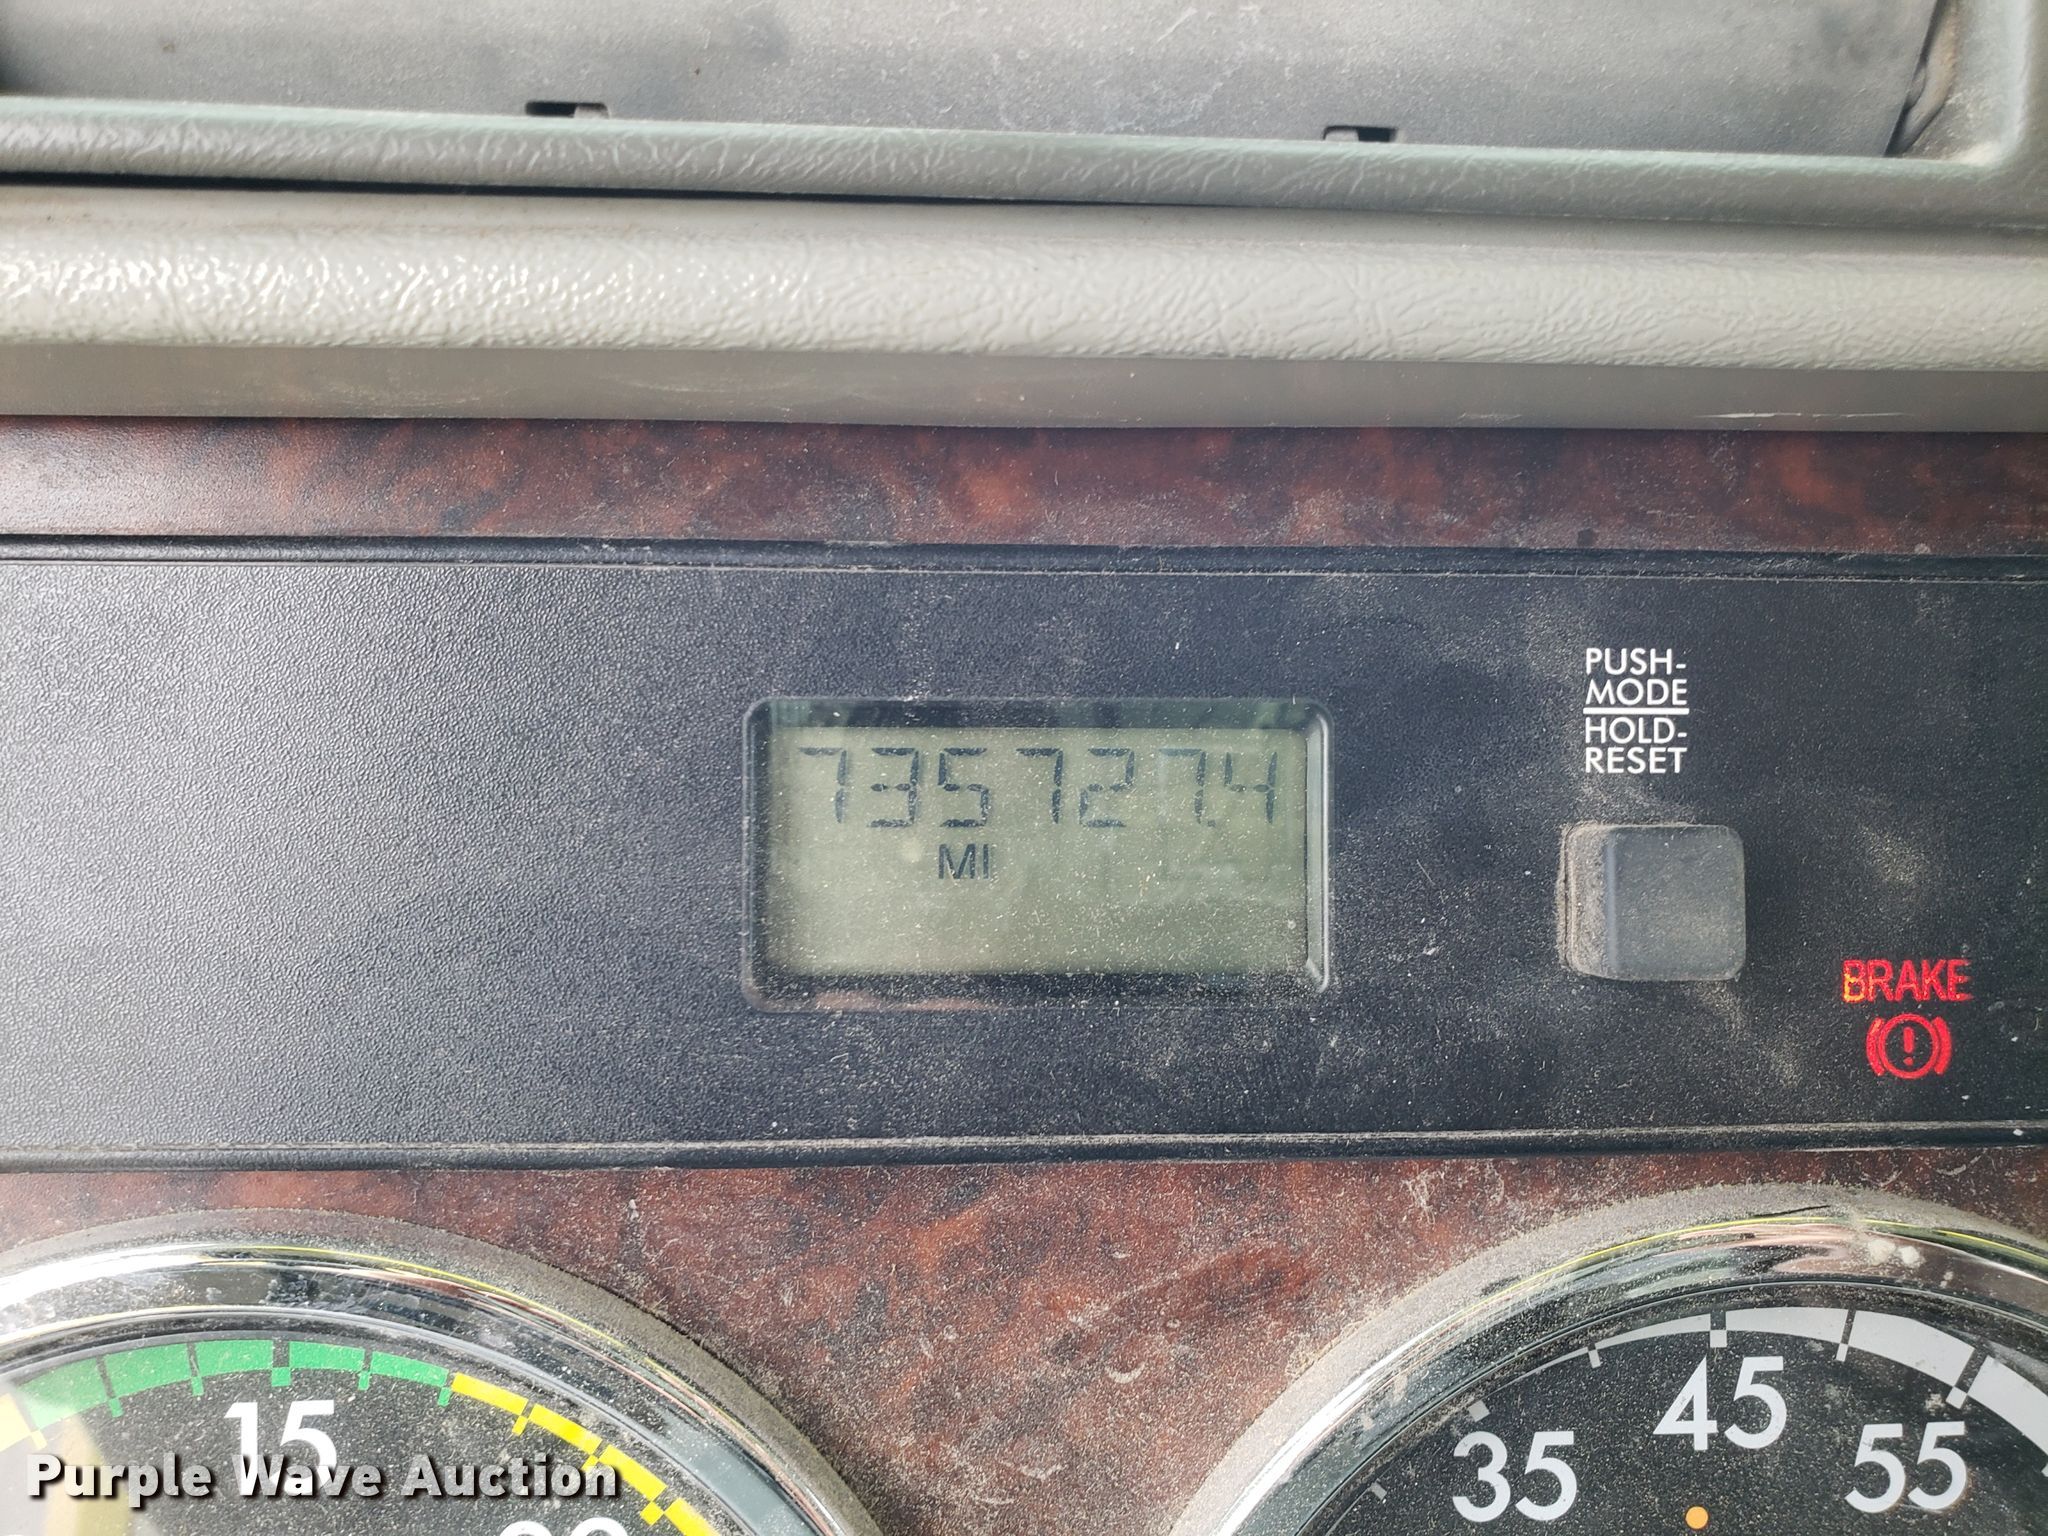 735727.4
MI
PUSH-
MODE
HOLD-
RESET
BRAKE
15
45
35
55
Purple Wave Auction